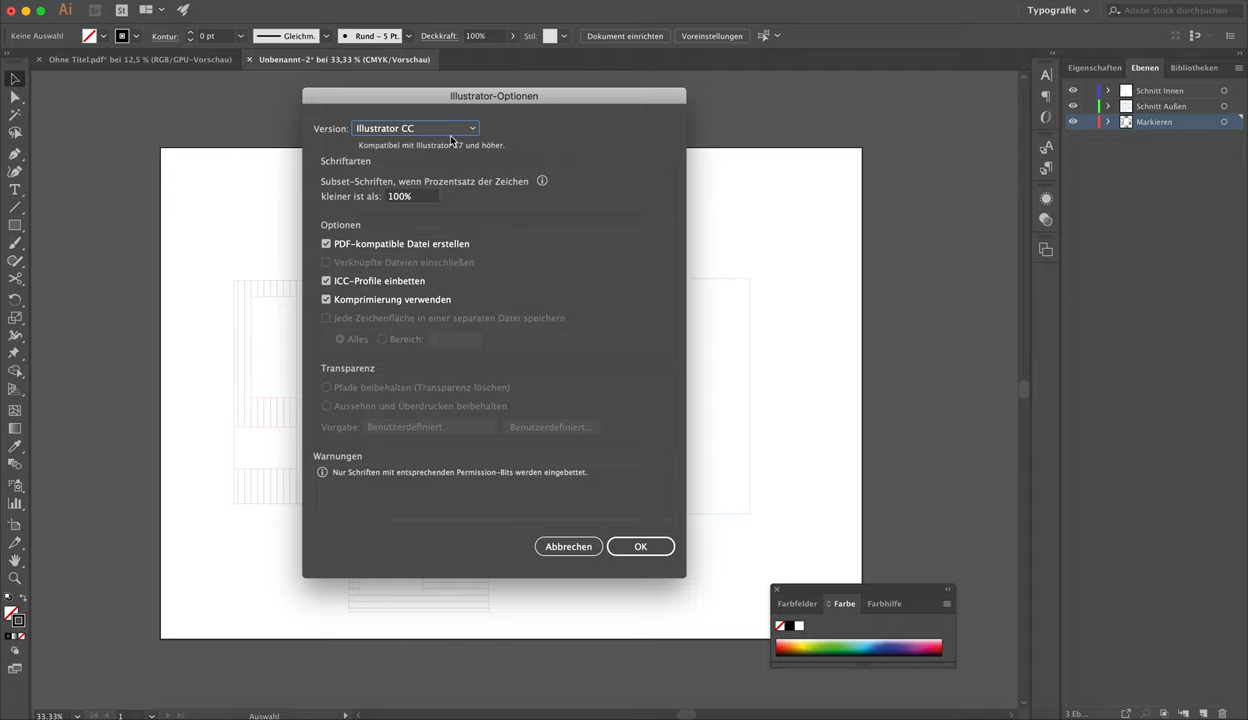 Ai
St
Typografie
Adobe Stock durchsuchen
Keine Auswahl
Kontur:
0 pt
Gleichm.
Rund - 5 Pt.
Deckkraft:
100%
Stil:
Dokument einrichten
Voreinstellungen
Ohne Titel.pdf* bei 12,5 % (RGB/GPU-Vorschau)
Unbenannt-2* bei 33,33 % (CMYK/Vorschau)
Eigenschaften
Ebenen
Bibliotheken
Schnitt Innen
Schnitt Außen
Markieren
Illustrator-Optionen
Version:
Illustrator CC
Kompatibel mit Illustrator 7 und höher.
Schriftarten
Subset-Schriften, wenn Prozentsatz der Zeichen
kleiner ist als:
100%
Optionen
PDF-kompatible Datei erstellen
Verknüpfte Dateien einschließen
ICC-Profile einbetten
Komprimierung verwenden
Jede Zeichenfläche in einer separaten Datei speichern
Alles
Bereich:
Transparenz
Pfade beibehalten (Transparenz löschen)
Aussehen und Überdrucken beibehalten
Vorgabe:
Benutzerdefiniert
Benutzerdefiniert...
Warnungen
Nur Schriften mit entsprechenden Permission-Bits werden eingebettet.
Abbrechen
OK
Farbfelder
Farbe
Farbhilfe
33,33%
1
Auswahl
3 Eb...